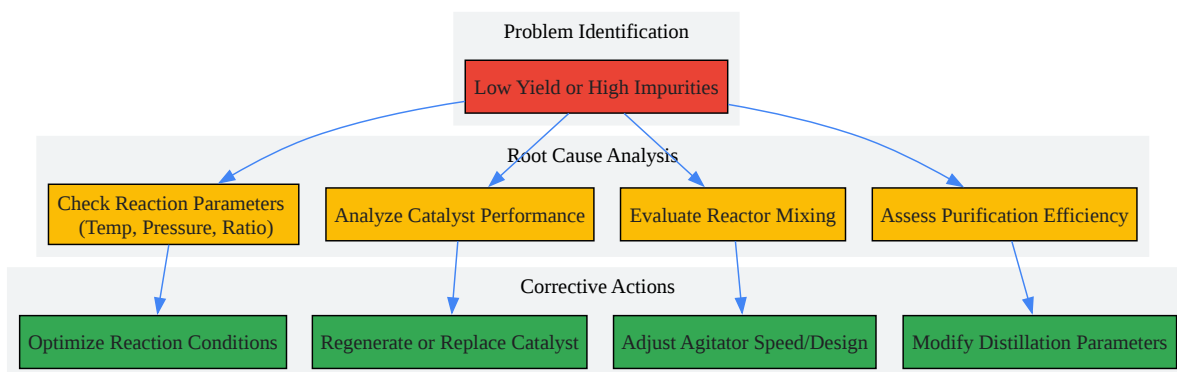 Problem Identification
Low Yield or High Impurities
Root Cause Analysis
Check Reaction Parameters
(Temp, Pressure, Ratio)
Analyze Catalyst Performance
Evaluate Reactor Mixing
Assess Purification Efficiency
Corrective Actions
Optimize Reaction Conditions
Regenerate or Replace Catalyst
Adjust Agitator Speed/Design
Modify Distillation Parameters